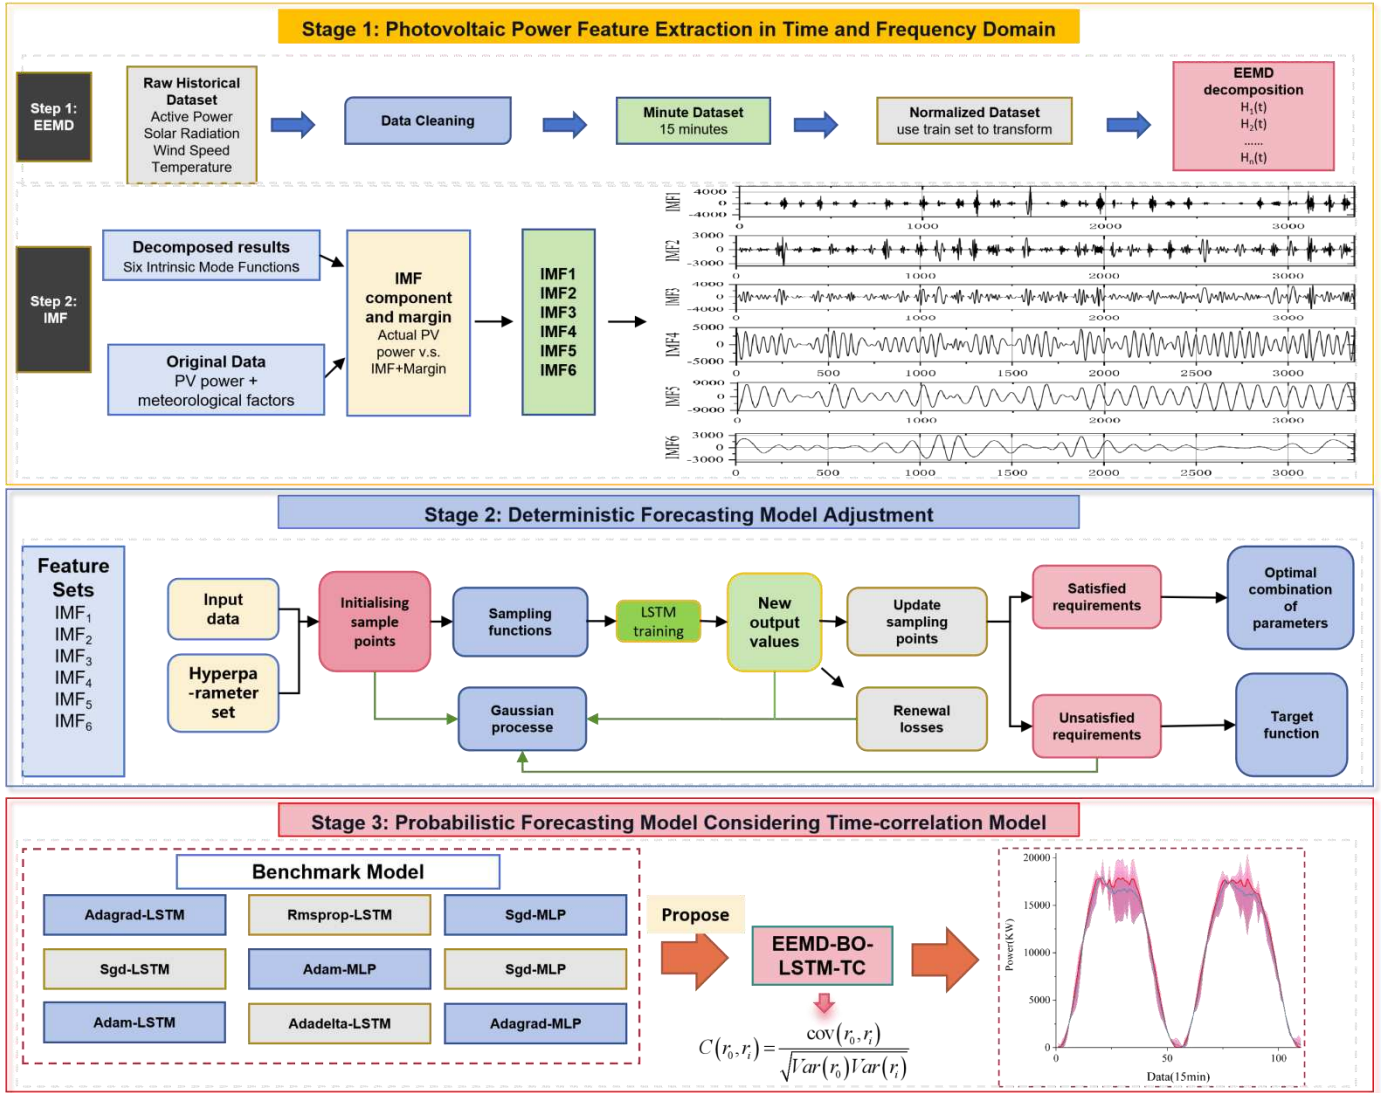 Stage 1: Photovoltaic Power Feature Extraction in Time and Frequency Domain
Step 1:
EEMD
Raw Historical
Dataset
Active Power
Solar Radiation
Wind Speed
Temperature
Data Cleaning
Minute Dataset
15 minutes
Normalized Dataset
use train set to transform
EEMD
decomposition
H1(t)
H2(t)
......
Hn(t)
Step 2:
IMF
Decomposed results
Six Intrinsic Mode Functions
Original Data
PV power +
meteorological factors
IMF
component
and margin
Actual PV
power v.s.
IMF+Margin
IMF1
IMF2
IMF3
IMF4
IMF5
IMF6
IMF1
4000
0
-4000
0 1000 2000 3000
IMF2
3000
0
-3000
0 1000 2000 3000
IMF3
4000
0
-4000
0 1000 2000 3000
IMF4
5000
0
-5000
0 500 1000 1500 2000 2500 3000
IMF5
9000
0
-9000
0 1000 2000 3000
IMF6
3000
0
-3000
0 500 1000 1500 2000 2500 3000
Stage 2: Deterministic Forecasting Model Adjustment
Feature
Sets
IMF1
IMF2
IMF3
IMF4
IMF5
IMF6
Input
data
Hyperpa
-rameter
set
Initialising
sample
points
Sampling
functions
Gaussian
processe
LSTM
training
New
output
values
Update
sampling
points
Renewal
losses
Satisfied
requirements
Unsatisfied
requirements
Optimal
combination
of
parameters
Target
function
Stage 3: Probabilistic Forecasting Model Considering Time-correlation Model
Benchmark Model
Adagrad-LSTM
Rmsprop-LSTM
Sgd-MLP
Sgd-LSTM
Adam-MLP
Sgd-MLP
Adam-LSTM
Adadelta-LSTM
Adagrad-MLP
Propose
EEMD-BO-
LSTM-TC
C(r0,ri)=cov(r0,ri)/√Var(r0)Var(ri)
Power(KW)
20000
15000
10000
5000
0
0 50 100
Data(15min)